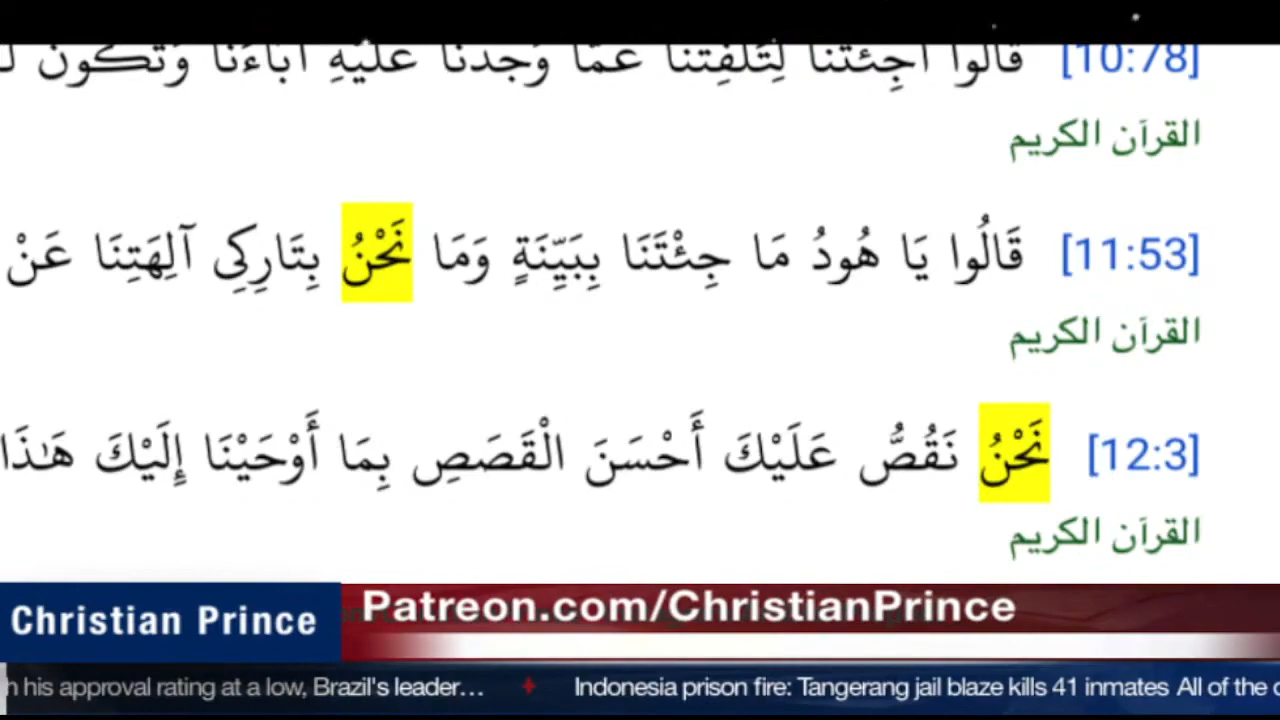 [10:78] قَالُوا أَجِئْتَنَا لِتَلْفِتَنَا عَمَّا وَجَدْنَا عَلَيْهِ آبَاءَنَا وَتَكُونَ
القرآن الكريم
[11:53] قَالُوا يَا هُودُ مَا جِئْتَنَا بِبَيِّنَةٍ وَمَا نَحْنُ بِتَارِكِي آلِهَتِنَا عَنْ
القرآن الكريم
[12:3] نَحْنُ نَقُصُّ عَلَيْكَ أَحْسَنَ الْقَصَصِ بِمَا أَوْحَيْنَا إِلَيْكَ هَٰذَا
القرآن الكريم
Christian Prince Patreon.com/ChristianPrince
his approval rating at a low, Brazil's leader... Indonesia prison fire: Tangerang jail blaze kills 41 inmates All of the